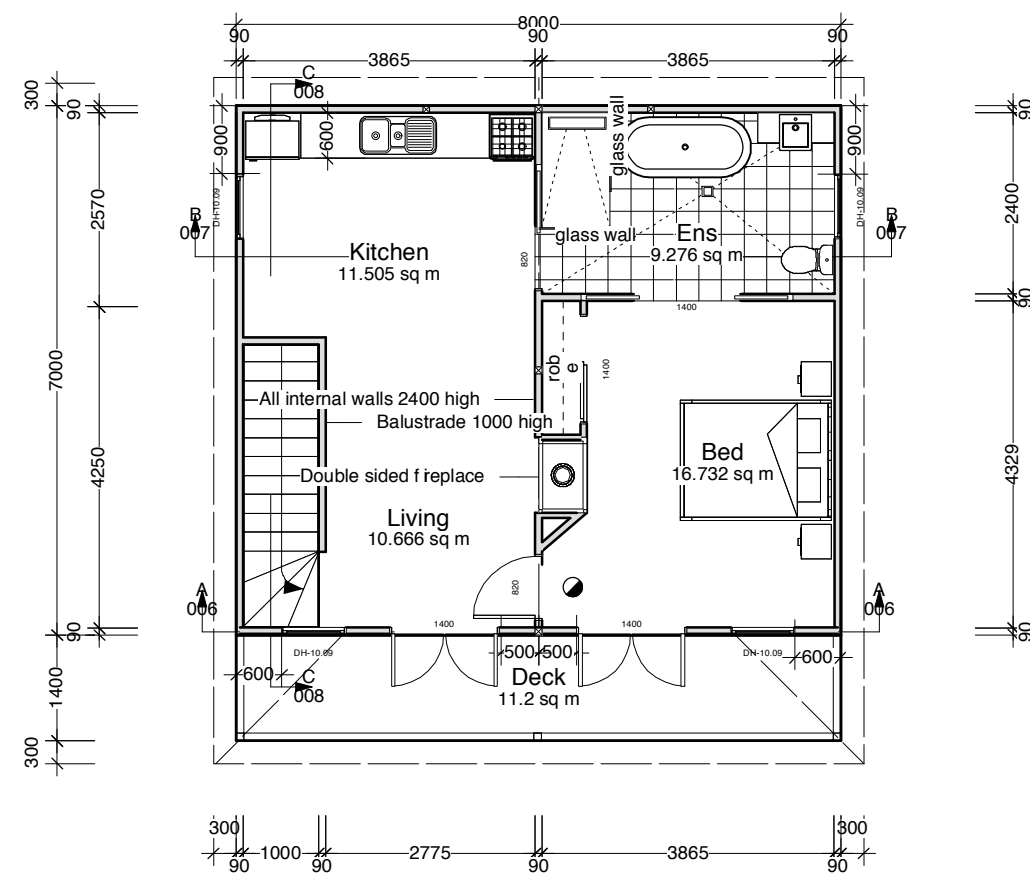 8000
90
90
90
3865
3865
300
90
900
C
008
600
glass wall
900
90
2570
DH-10.09
DH-10.09
2400
B
007
B
007
glass wall
Kitchen
11.505 sq m
820
Ens
9.276 sq m
90
1400
7000
rob
e
1400
All internal walls 2400 high
Balustrade 1000 high
4250
Bed
16.732 sq m
4329
Double sided f replace
Living
10.666 sq m
A
006
820
A
006
90
1400
1400
90
DH-10.09
500
500
DH-10.09
600
600
Deck
11.2 sq m
C
008
1400
300
300
300
1000
2775
3865
90
90
90
90